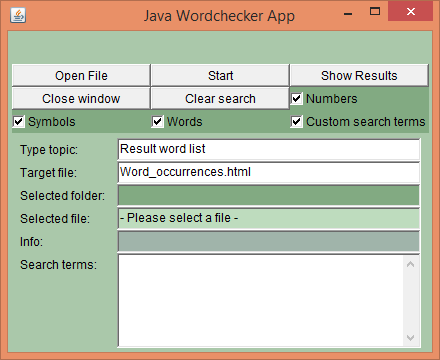 Java Wordchecker App
Open File Start Show Results
Close window Clear search Numbers
Symbols Words Custom search terms
Type topic: Result word list
Target file: Word_occurrences.html
Selected folder:
Selected file: - Please select a file -
Info:
Search terms: